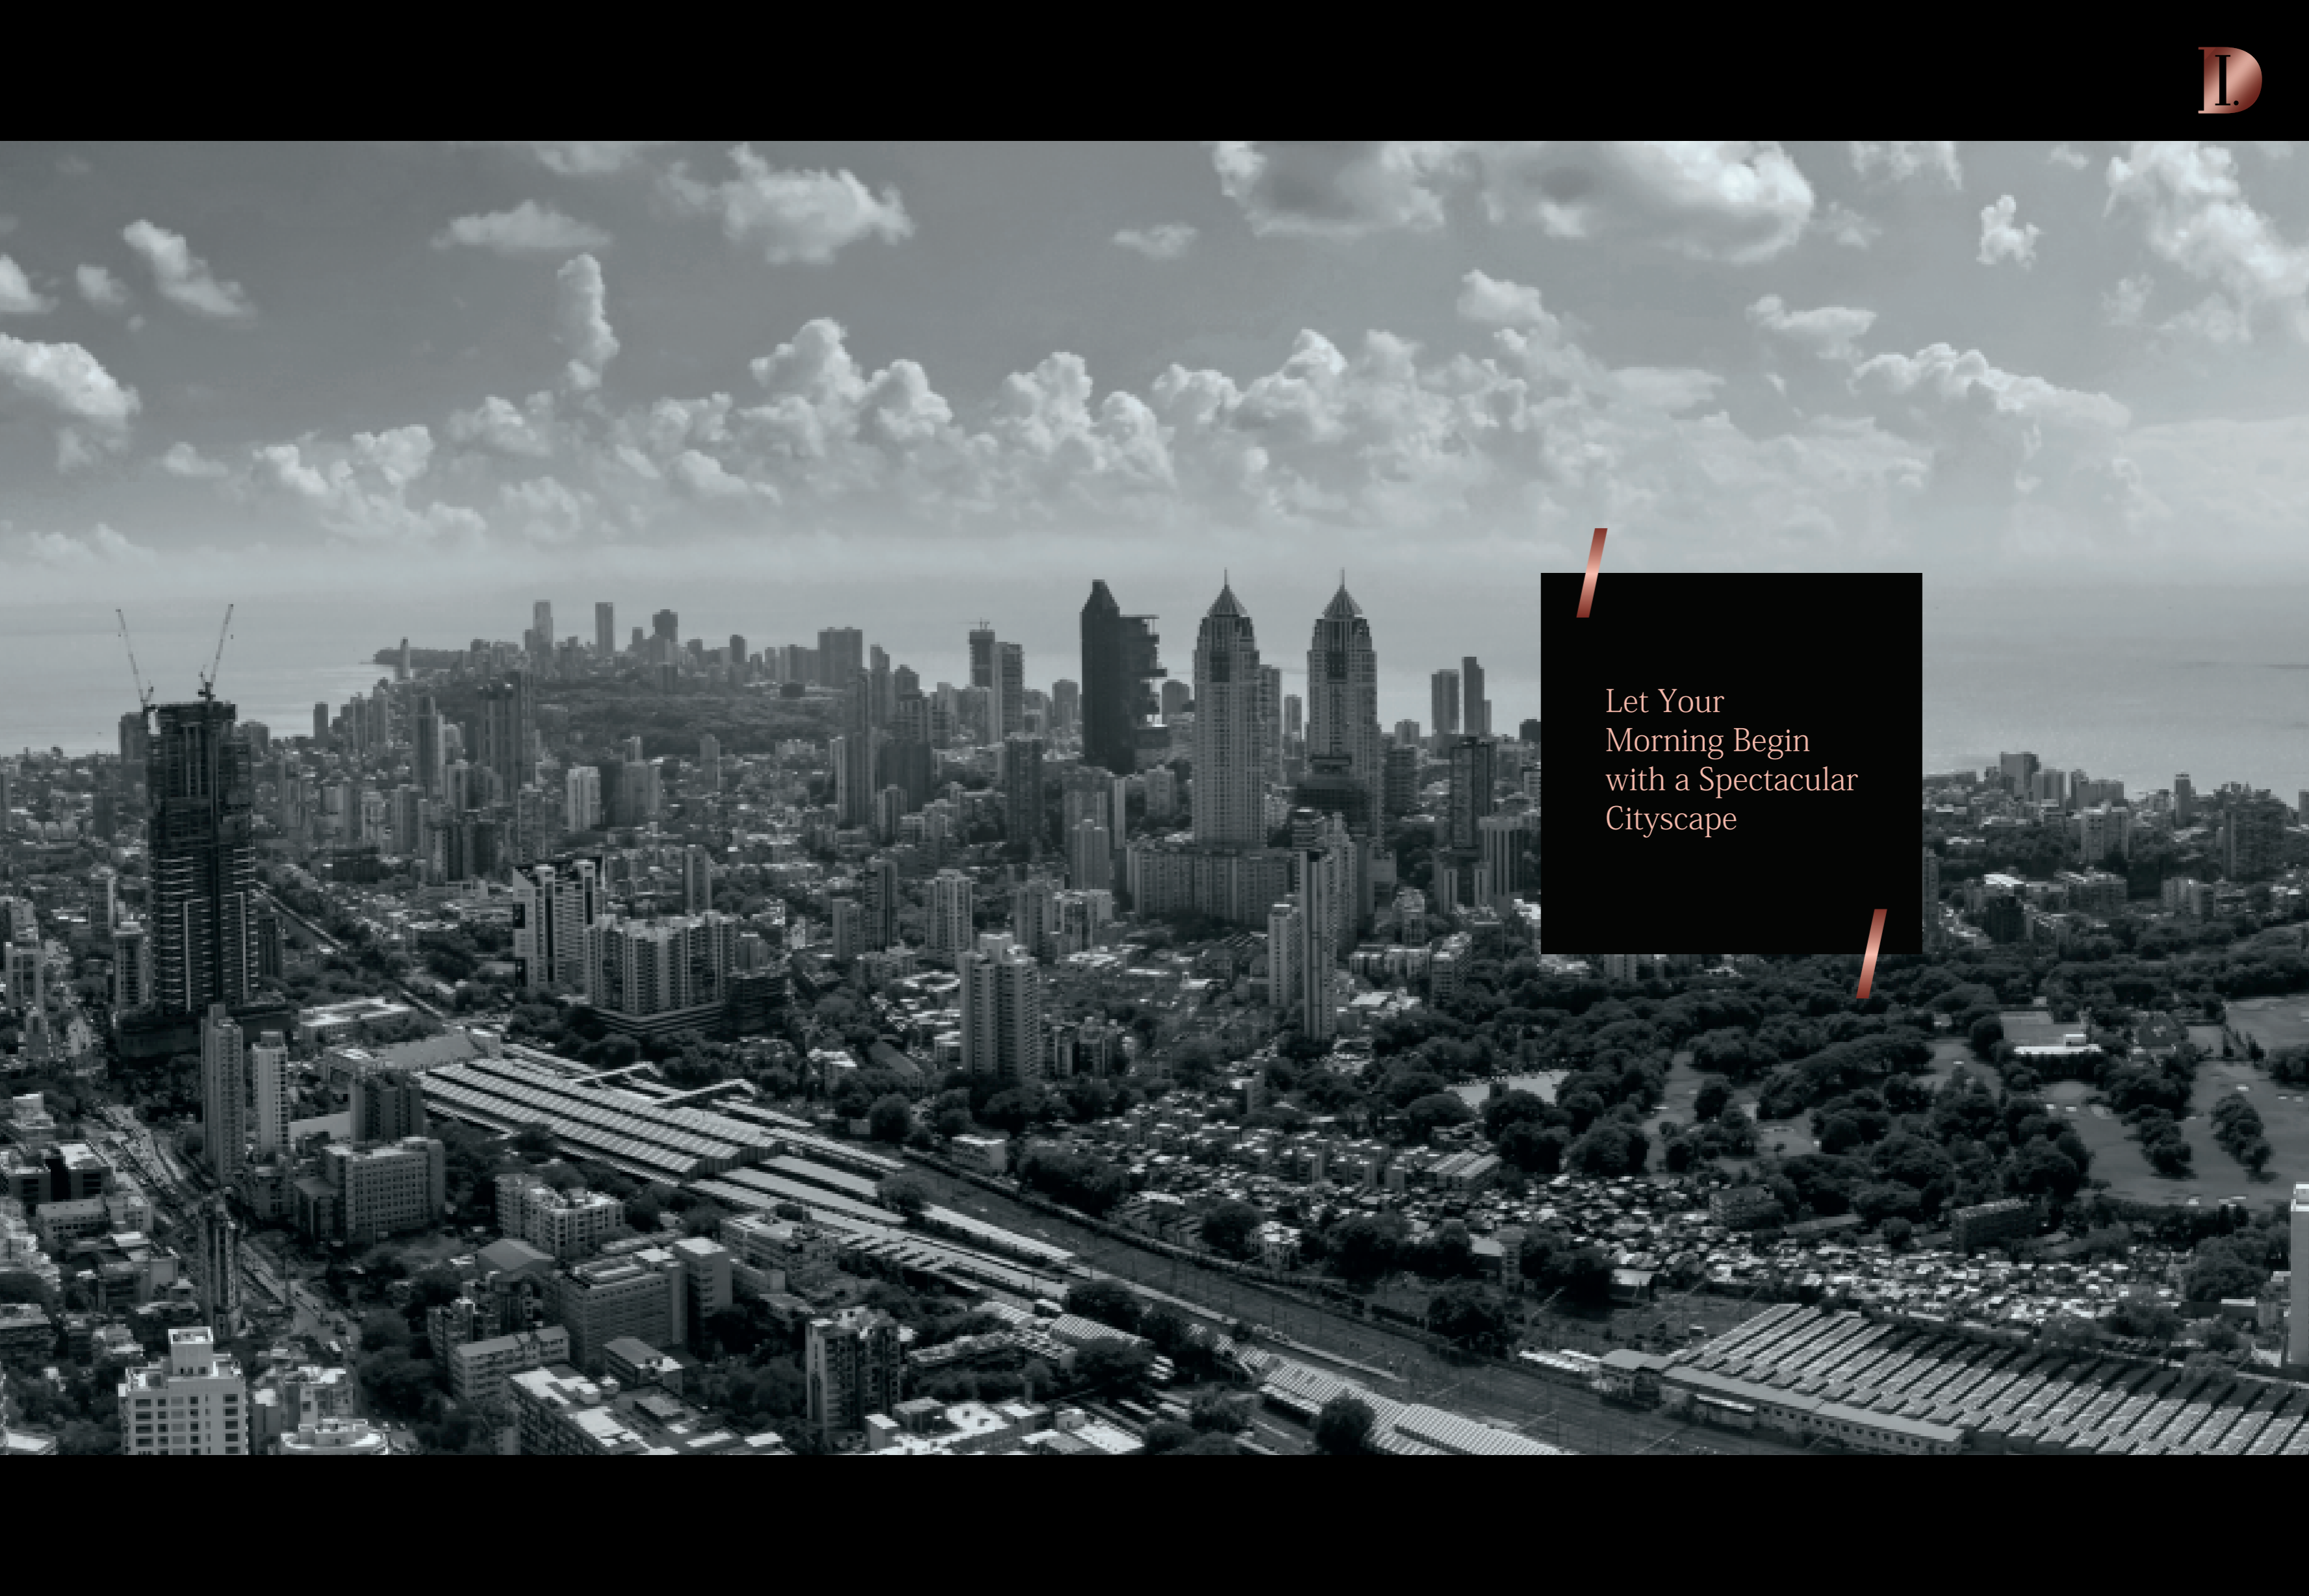 D I.
Let Your
Morning Begin
with a Spectacular
Cityscape